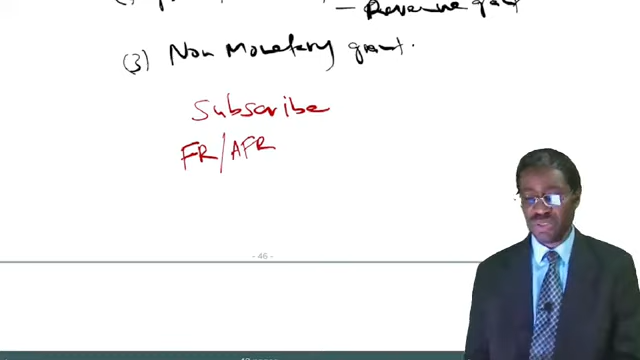 - Revenue grant
(3) Non Monetary grant.
Subscribe
FR/AFR
- 46 -